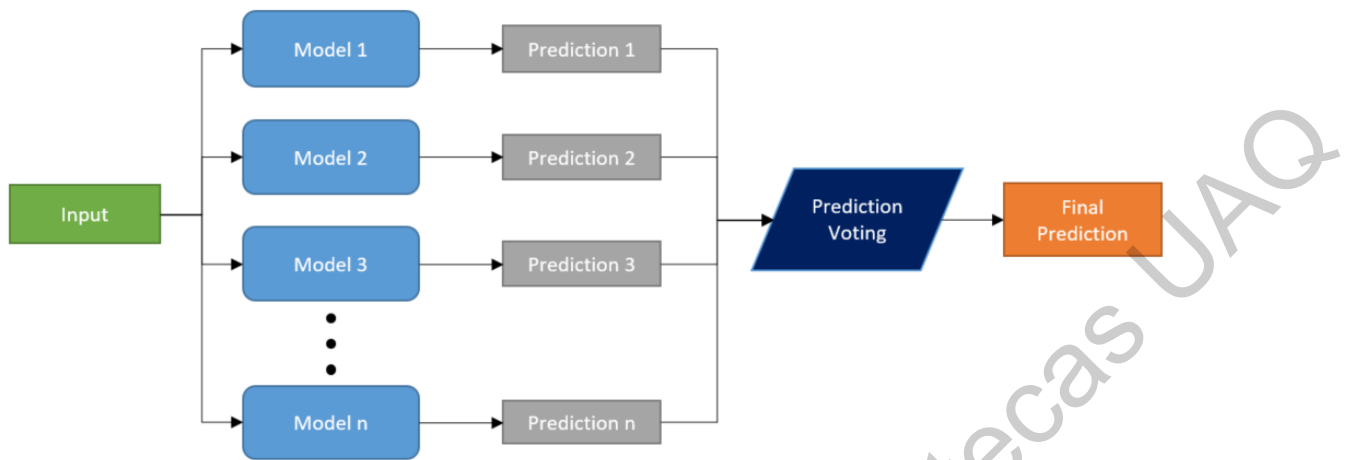 Input
Model 1
Prediction 1
Model 2
Prediction 2
Model 3
Prediction 3
Model n
Prediction n
Prediction
Voting
Final
Prediction
tecas UAQ